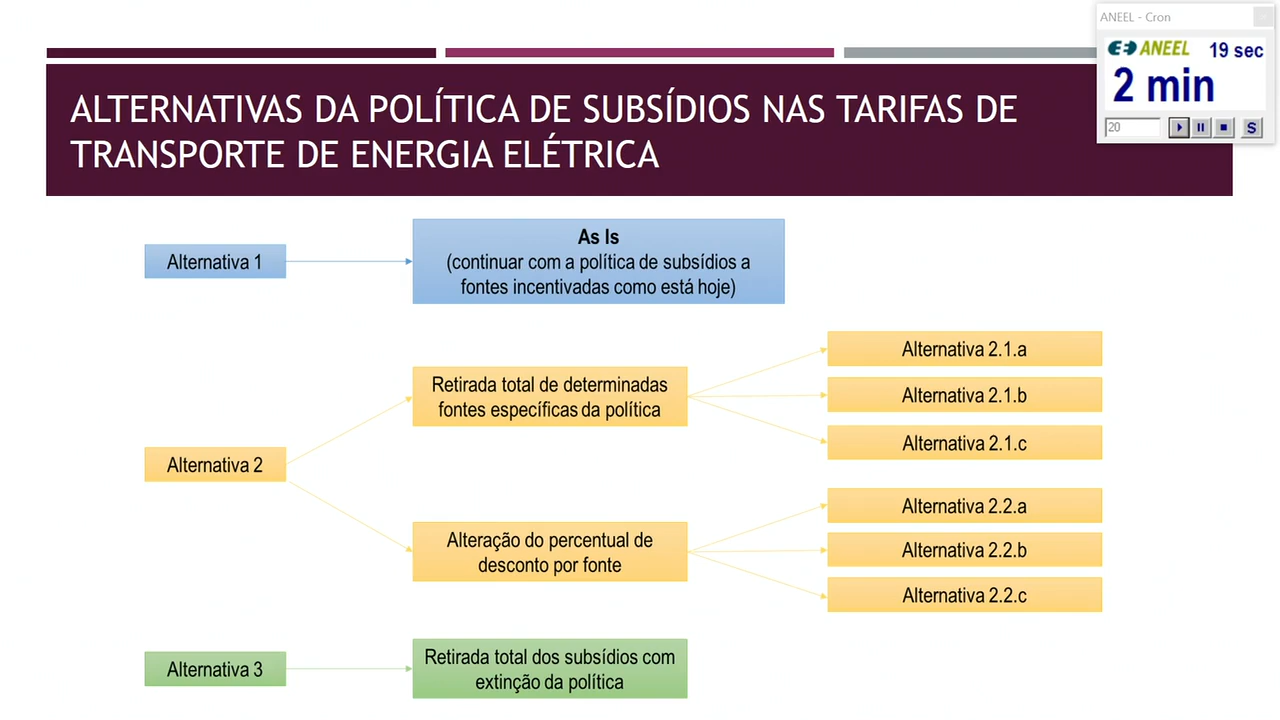 ANEEL - Cron
ANEEL
19 sec
2 min
20
S
ALTERNATIVAS DA POLÍTICA DE SUBSÍDIOS NAS TARIFAS DE
TRANSPORTE DE ENERGIA ELÉTRICA
Alternativa 1
As Is
(continuar com a política de subsídios a
fontes incentivadas como está hoje)
Alternativa 2
Retirada total de determinadas
fontes específicas da política
Alternativa 2.1.a
Alternativa 2.1.b
Alternativa 2.1.c
Alteração do percentual de
desconto por fonte
Alternativa 2.2.a
Alternativa 2.2.b
Alternativa 2.2.c
Alternativa 3
Retirada total dos subsídios com
extinção da política